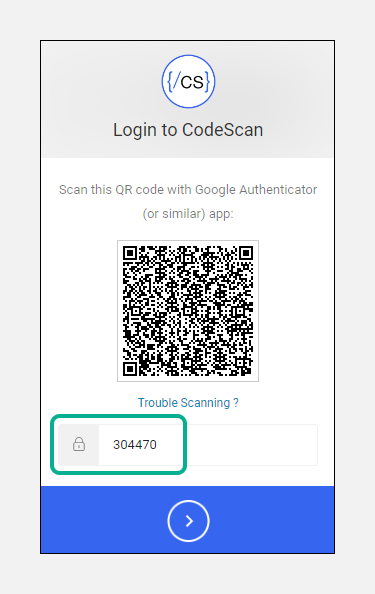 {/CS}
Login to CodeScan
Scan this QR code with Google Authenticator
(or similar) app:
Trouble Scanning ?
304470